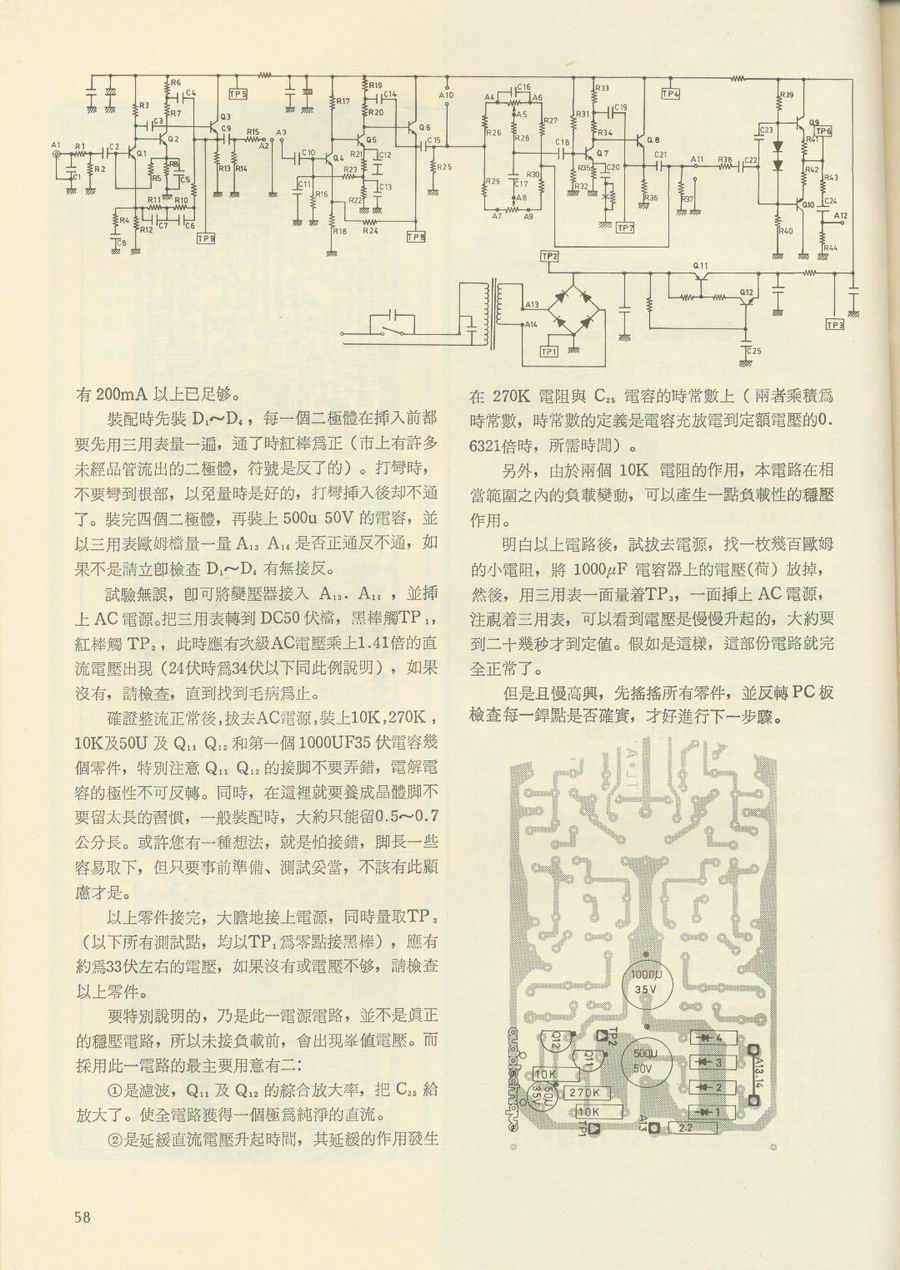 R6
C4
TP5
R3
R7
C3
Q3
Q2
C9
R15
A3
A1
R1
C2
Q1
A2
C1
R2
R5
R8
C5
R13
R14
R11
R10
R4
C7
C6
R12
C8
TP9
R19
A10
R17
C14
R20
Q6
Q5
C15
C10
Q4
R21
C12
R25
R23
C11
R16
C13
R22
R18
R24
TP8
C16
A4
A6
A5
R26
R27
R28
R29
C17
R30
A8
A7
A9
R33
TP4
R31
C19
R34
Q8
C18
Q7
C21
A11
R35
C20
R32
R36
R37
TP7
R38
C22
R39
Q9
C23
TP6
R41
R42
R43
Q10
C24
A12
R40
R44
TP2
Q11
Q12
A13
A14
TP1
C25
TP3
有 200mA 以上已足够。
裝配時先裝 D₁～D₄，每一個二極體在揷入前都
要先用三用表量一遍，通了時紅棒爲正（市上有許多
未經品管流出的二極體，符號是反了的）。打彎時，
不要彎到根部，以免量時是好的，打彎揷入後却不通
了。裝完四個二極體，再裝上 500u 50V 的電容，並
以三用表歐姆檔量一量 A₁₃ A₁₄ 是否正通反不通，如
果不是請立卽檢查 D₁～D₄ 有無接反。
試驗無誤，卽可將變壓器接入 A₁₃．A₁₄ ，並揷
上 AC 電源。把三用表轉到 DC50 伏檔，黑棒觸TP₁，
紅棒觸 TP₂，此時應有次級AC電壓乘上1.41倍的直
流電壓出現（24伏時爲34伏以下同此例說明），如果
沒有，請檢查，直到找到毛病爲止。
確證整流正常後，拔去AC電源，裝上10K，270K，
10K及50U 及 Q₁₁ Q₁₂ 和第一個 1000UF35 伏電容幾
個零件，特別注意 Q₁₁ Q₁₂ 的接脚不要弄錯，電解電
容的極性不可反轉。同時，在這裡就要養成晶體脚不
要留太長的習慣，一般裝配時，大約只能留0.5～0.7
公分長。或許您有一種想法，就是怕接錯，脚長一些
容易取下，但只要事前準備、測試妥當，不該有此顧
慮才是。
以上零件接完，大膽地接上電源，同時量取TP₃
（以下所有測試點，均以TP₁爲零點接黑棒），應有
約爲33伏左右的電壓，如果沒有或電壓不够，請檢查
以上零件。
要特別說明的，乃是此一電源電路，並不是眞正
的穩壓電路，所以未接負載前，會出現峯值電壓。而
採用此一電路的最主要用意有二：
①是濾波，Q₁₁ 及 Q₁₂ 的綜合放大率，把 C₂₅ 給
放大了。使全電路獲得一個極爲純淨的直流。
②是延緩直流電壓升起時間，其延緩的作用發生
在 270K 電阻與 C₂₅ 電容的時常數上（兩者乘積爲
時常數，時常數的定義是電容充放電到定額電壓的0.
6321倍時，所需時間）。
另外，由於兩個 10K 電阻的作用，本電路在相
當範圍之內的負載變動，可以產生一點負載性的穩壓
作用。
明白以上電路後，試拔去電源，找一枚幾百歐姆
的小電阻，將 1000μF 電容器上的電壓(荷）放掉，
然後，用三用表一面量着TP₃，一面揷上 AC 電源，
注視着三用表，可以看到電壓是慢慢升起的，大約要
到二十幾秒才到定值。假如是這樣，這部份電路就完
全正常了。
但是且慢高興，先搖搖所有零件，並反轉 PC 板
檢查每一銲點是否確實，才好進行下一步驟。
1000U
35V
Q12
TP2
Q11
500U
50V
10K
50U
35V
270K
10K
TP1
A13
2.2
4
3
2
1
A13.14
58